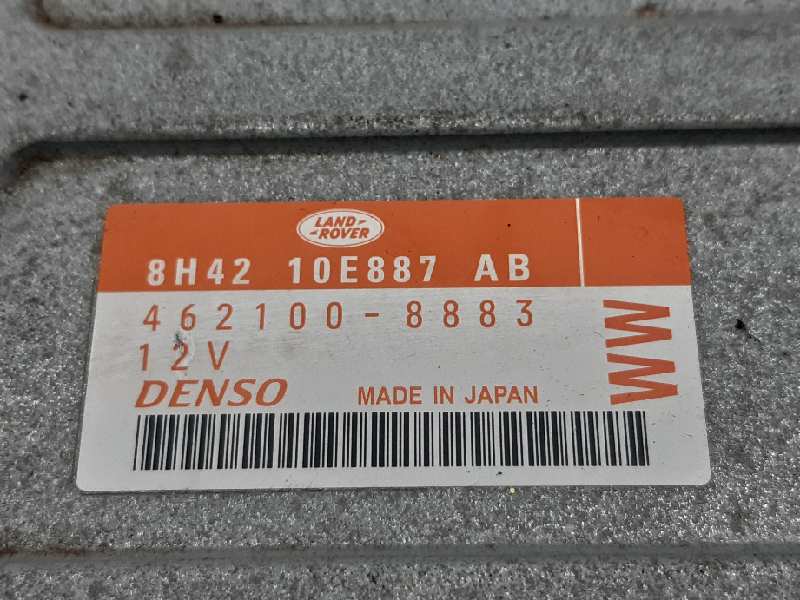 LAND-
-ROVER
8H42 10E887 AB
462100-8883
12V
DENSO MADE IN JAPAN
WW